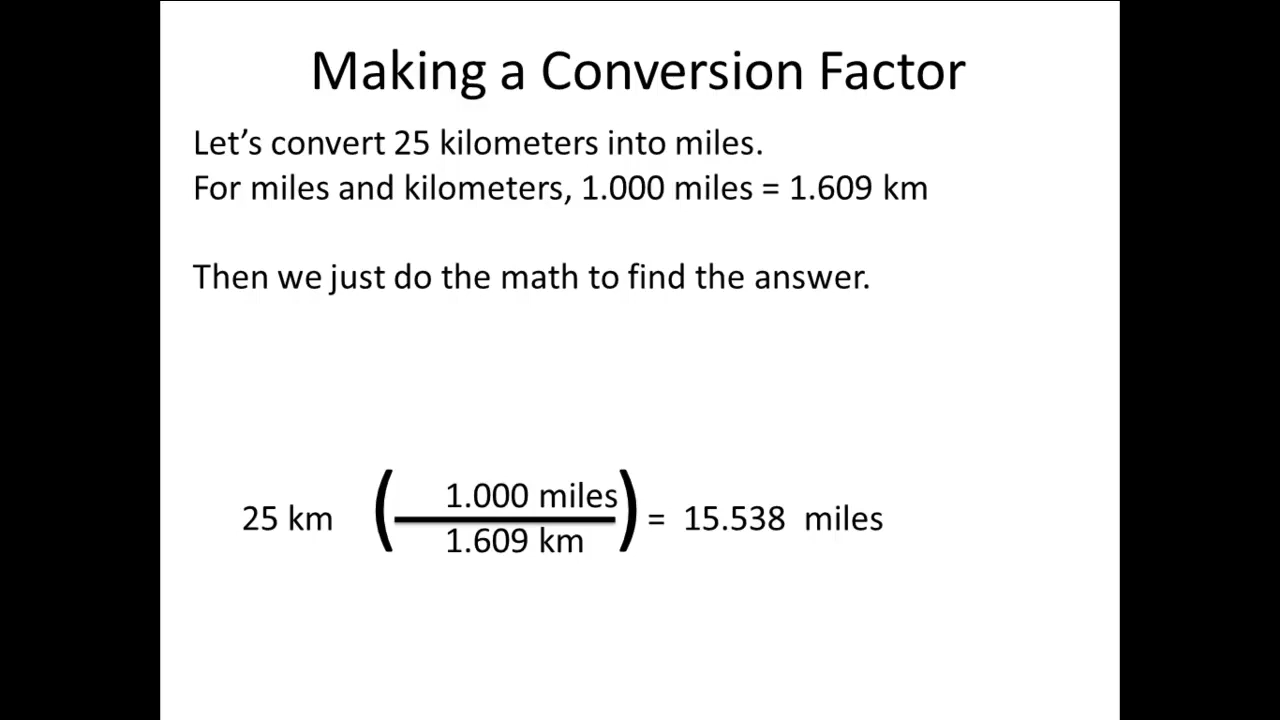 Making a Conversion Factor
Let’s convert 25 kilometers into miles.
For miles and kilometers, 1.000 miles = 1.609 km
Then we just do the math to find the answer.
25 km ( 1.000 miles ) = 15.538 miles
1.609 km